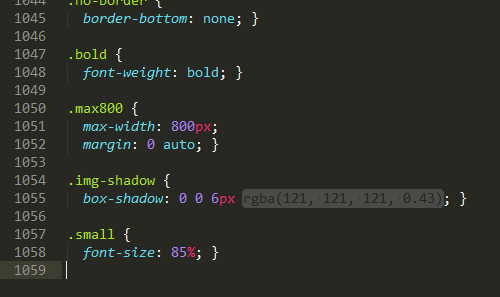 1044 .no-border {
1045 border-bottom: none; }
1046
1047 .bold {
1048 font-weight: bold; }
1049
1050 .max800 {
1051 max-width: 800px;
1052 margin: 0 auto; }
1053
1054 .img-shadow {
1055 box-shadow: 0 0 6px rgba(121, 121, 121, 0.43); }
1056
1057 .small {
1058 font-size: 85%; }
1059